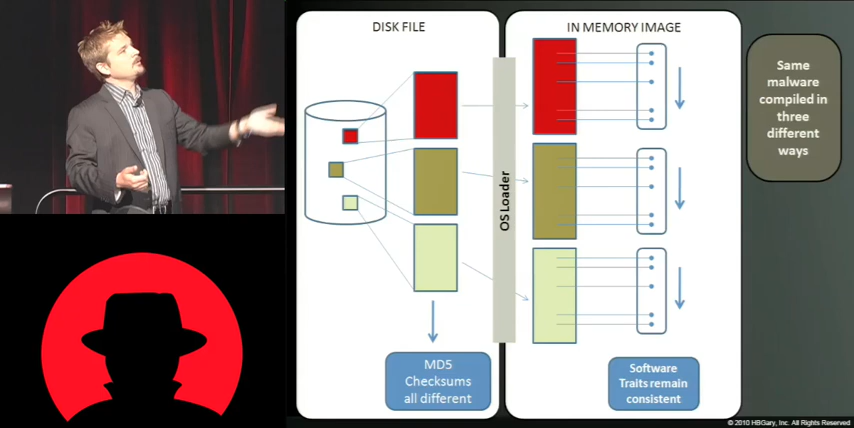 DISK FILE
IN MEMORY IMAGE
OS Loader
Same
malware
compiled in
three
different
ways
MD5
Checksums
all different
Software
Traits remain
consistent
© 2010 HBGary, Inc. All Rights Reserved